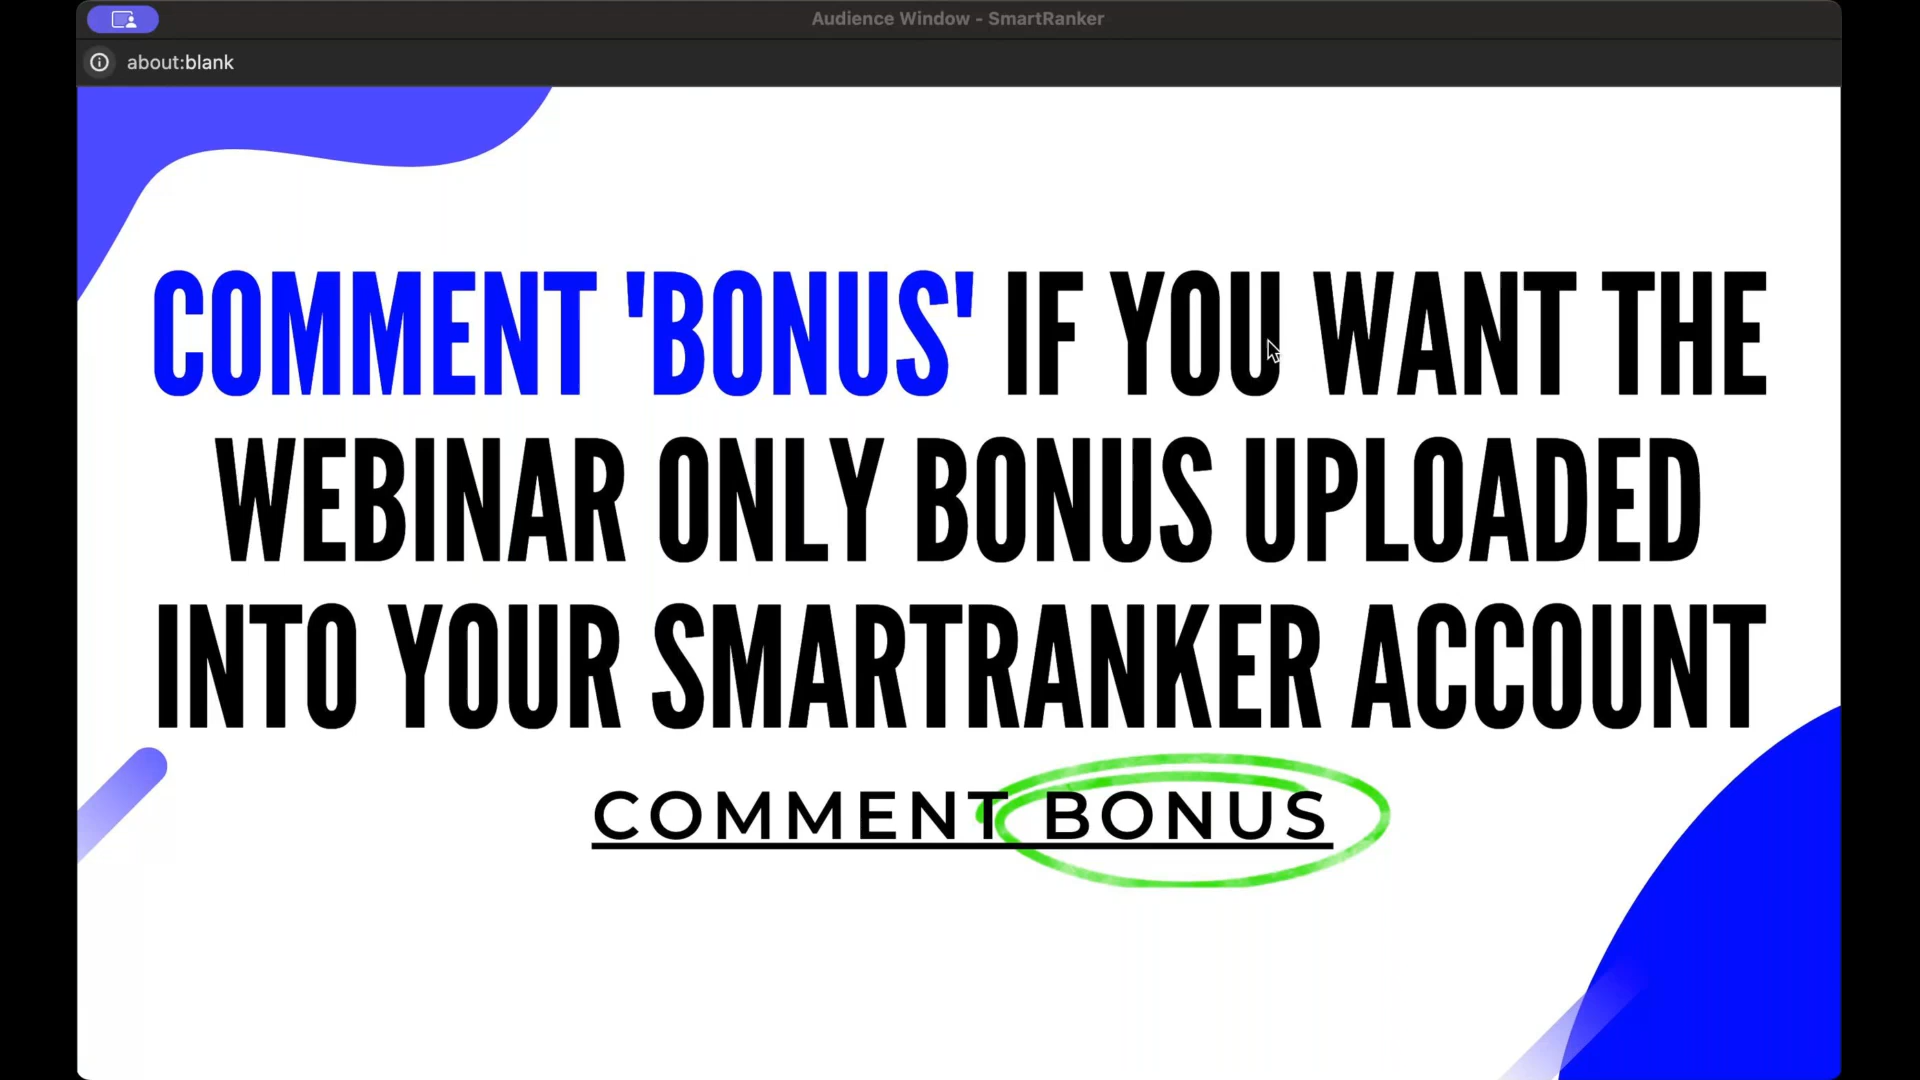 Audience Window - SmartRanker
about:blank
COMMENT 'BONUS' IF YOU WANT THE
WEBINAR ONLY BONUS UPLOADED
INTO YOUR SMARTRANKER ACCOUNT
COMMENT BONUS